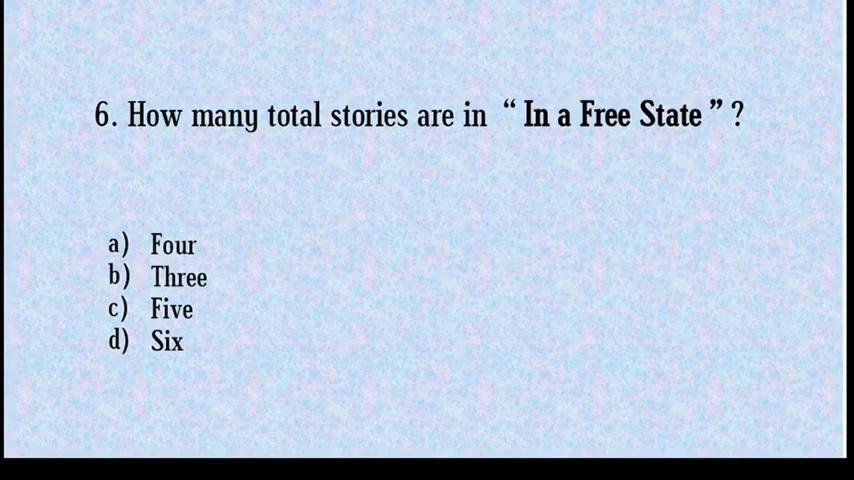 6. How many total stories are in “ In a Free State ” ?
a) Four
b) Three
c) Five
d) Six